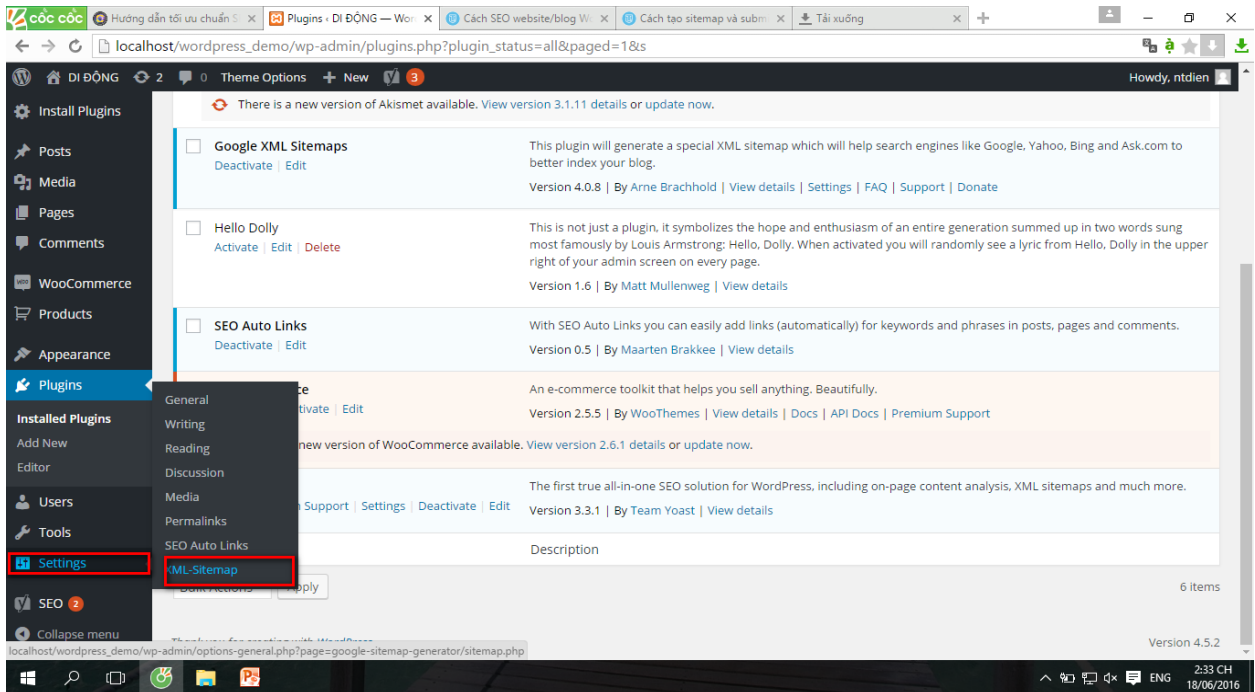 cốc cốc
Hướng dẫn tối ưu chuẩn S
Plugins ‹ DI ĐỘNG — Wor
Cách SEO website/blog W
Cách tạo sitemap và subm
Tải xuống
localhost/wordpress_demo/wp-admin/plugins.php?plugin_status=all&paged=1&s
DI ĐỘNG 2 0 Theme Options + New 3
Howdy, ntdien
Install Plugins
Posts
Media
Pages
Comments
WooCommerce
Products
Appearance
Plugins
Installed Plugins
Add New
Editor
Users
Tools
Settings
SEO 2
Collapse menu
General
Writing
Reading
Discussion
Media
Permalinks
SEO Auto Links
XML-Sitemap
There is a new version of Akismet available. View version 3.1.11 details or update now.
Google XML Sitemaps
Deactivate | Edit
This plugin will generate a special XML sitemap which will help search engines like Google, Yahoo, Bing and Ask.com to
better index your blog.
Version 4.0.8 | By Arne Brachhold | View details | Settings | FAQ | Support | Donate
Hello Dolly
Activate | Edit | Delete
This is not just a plugin, it symbolizes the hope and enthusiasm of an entire generation summed up in two words sung
most famously by Louis Armstrong: Hello, Dolly. When activated you will randomly see a lyric from Hello, Dolly in the upper
right of your admin screen on every page.
Version 1.6 | By Matt Mullenweg | View details
SEO Auto Links
Deactivate | Edit
With SEO Auto Links you can easily add links (automatically) for keywords and phrases in posts, pages and comments.
Version 0.5 | By Maarten Brakkee | View details
ce
tivate | Edit
An e-commerce toolkit that helps you sell anything. Beautifully.
Version 2.5.5 | By WooThemes | View details | Docs | API Docs | Premium Support
new version of WooCommerce available. View version 2.6.1 details or update now.
Support | Settings | Deactivate | Edit
The first true all-in-one SEO solution for WordPress, including on-page content analysis, XML sitemaps and much more.
Version 3.3.1 | By Team Yoast | View details
Description
Bulk Actions Apply
6 items
Thank you for creating with WordPress.
Version 4.5.2
localhost/wordpress_demo/wp-admin/options-general.php?page=google-sitemap-generator/sitemap.php
ENG
2:33 CH
18/06/2016